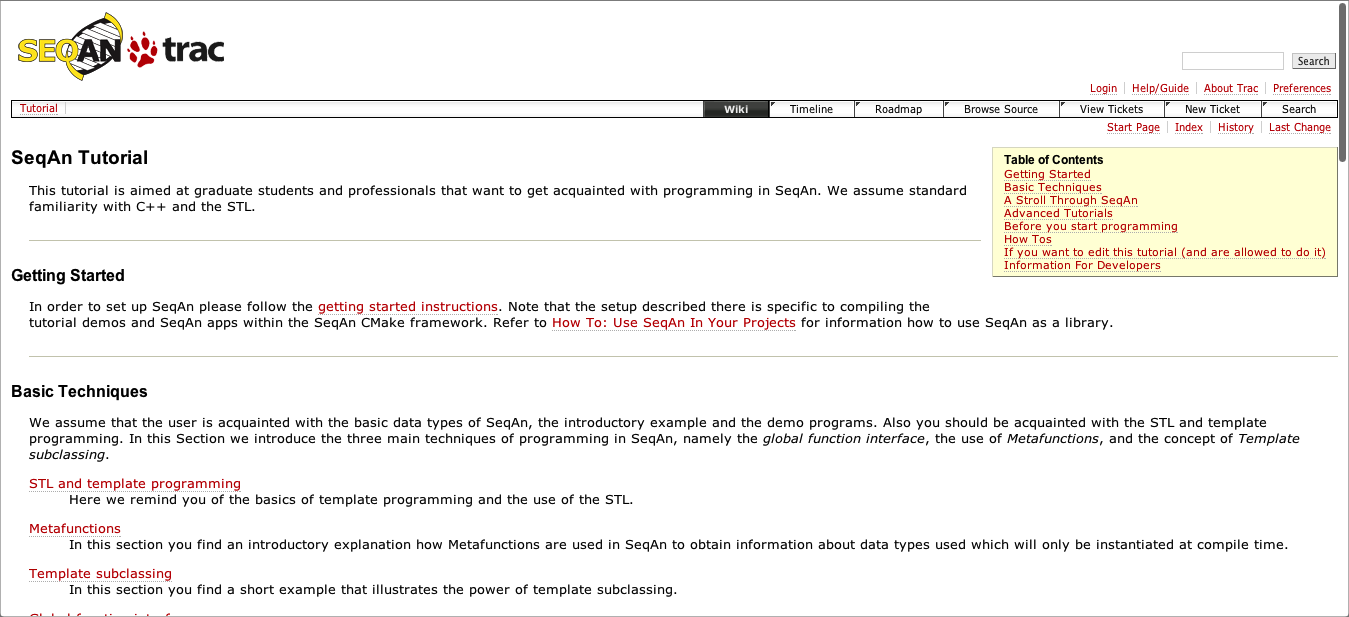 SEQAN trac
Search
Login Help/Guide About Trac Preferences
Tutorial Wiki Timeline Roadmap Browse Source View Tickets New Ticket Search
Start Page Index History Last Change
SeqAn Tutorial
This tutorial is aimed at graduate students and professionals that want to get acquainted with programming in SeqAn. We assume standard
familiarity with C++ and the STL.
Table of Contents
Getting Started
Basic Techniques
A Stroll Through SeqAn
Advanced Tutorials
Before you start programming
How Tos
If you want to edit this tutorial (and are allowed to do it)
Information For Developers
Getting Started
In order to set up SeqAn please follow the getting started instructions. Note that the setup described there is specific to compiling the
tutorial demos and SeqAn apps within the SeqAn CMake framework. Refer to How To: Use SeqAn In Your Projects for information how to use SeqAn as a library.
Basic Techniques
We assume that the user is acquainted with the basic data types of SeqAn, the introductory example and the demo programs. Also you should be acquainted with the STL and template
programming. In this Section we introduce the three main techniques of programming in SeqAn, namely the global function interface, the use of Metafunctions, and the concept of Template
subclassing.
STL and template programming
Here we remind you of the basics of template programming and the use of the STL.
Metafunctions
In this section you find an introductory explanation how Metafunctions are used in SeqAn to obtain information about data types used which will only be instantiated at compile time.
Template subclassing
In this section you find a short example that illustrates the power of template subclassing.